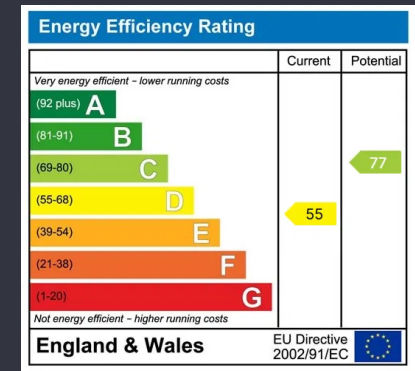 Energy Efficiency Rating
Current Potential
Very energy efficient – lower running costs
(92 plus) A
(81-91) B
(69-80) C
77
(55-68) D
55
(39-54) E
(21-38) F
(1-20) G
Not energy efficient – higher running costs
England & Wales
EU Directive
2002/91/EC